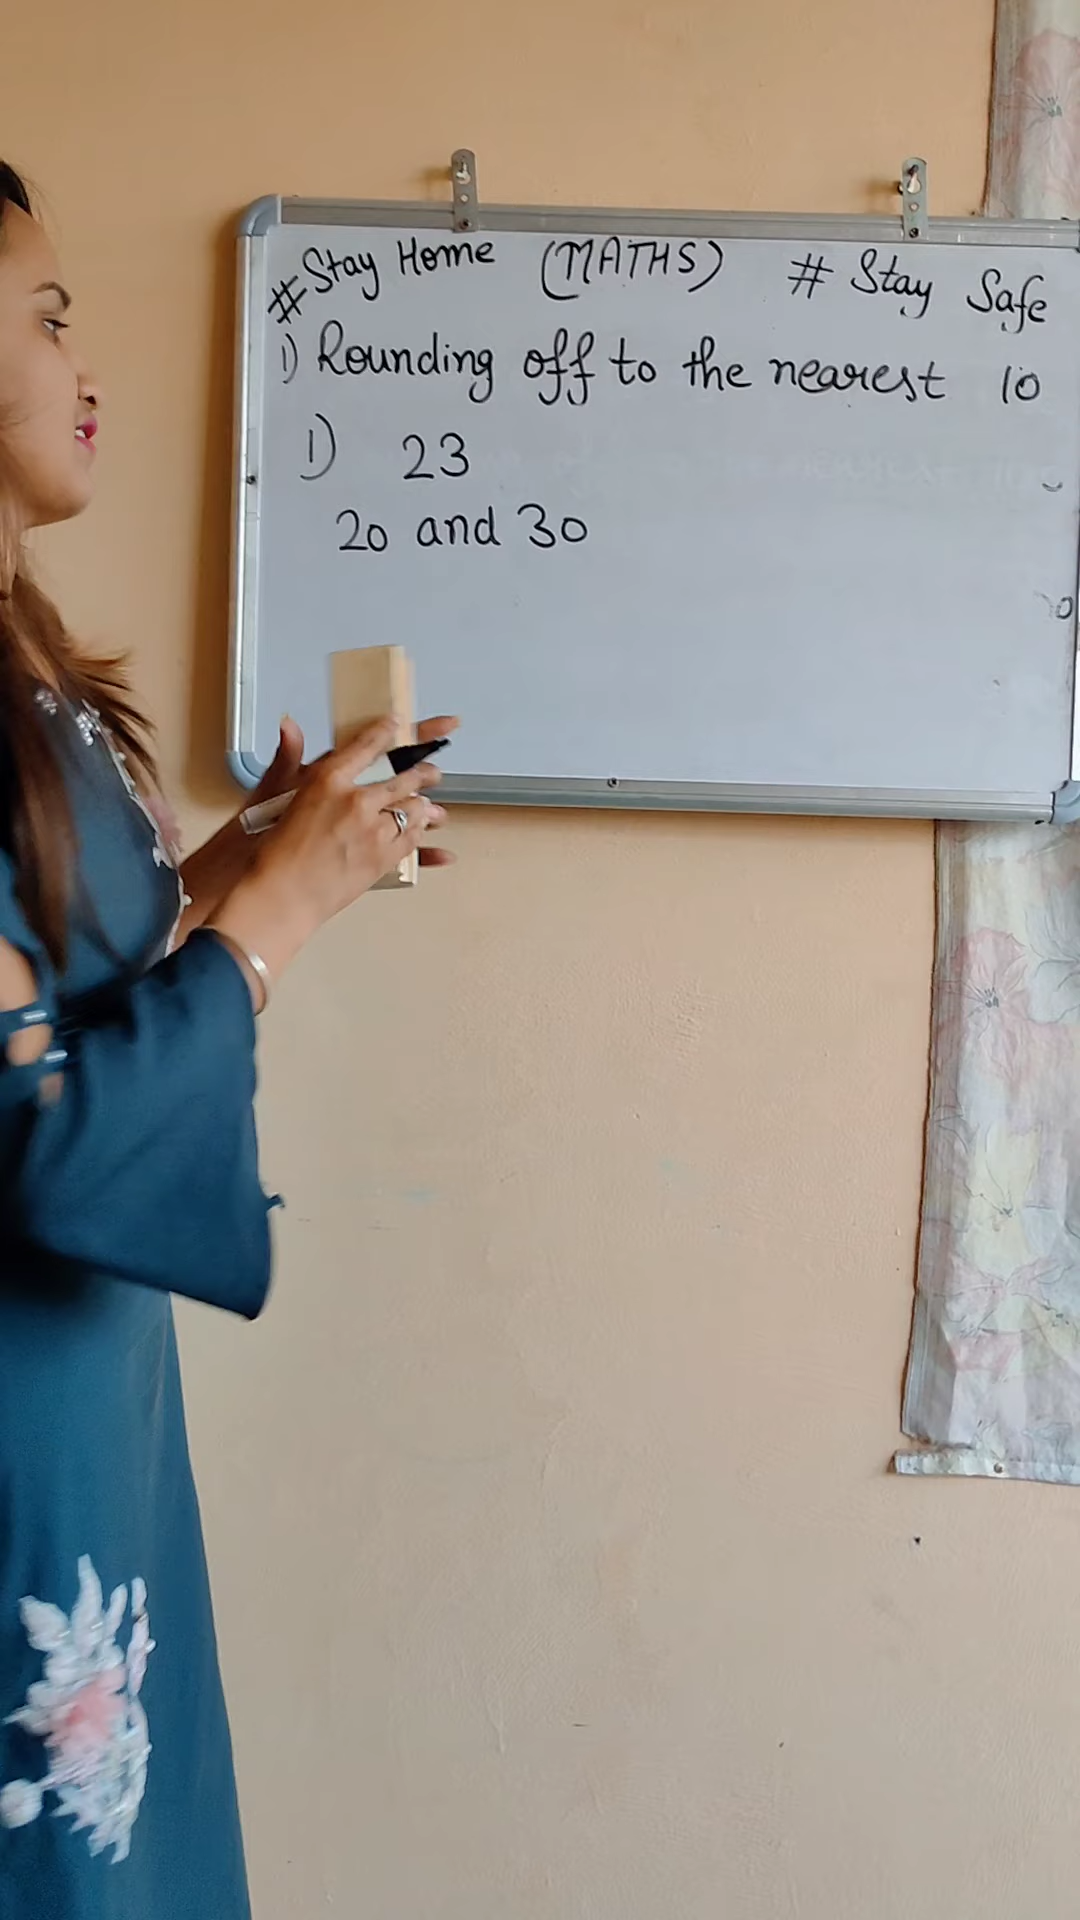 #Stay Home (MATHS) # Stay Safe
1) Rounding off to the nearest 10
1) 23
20 and 30